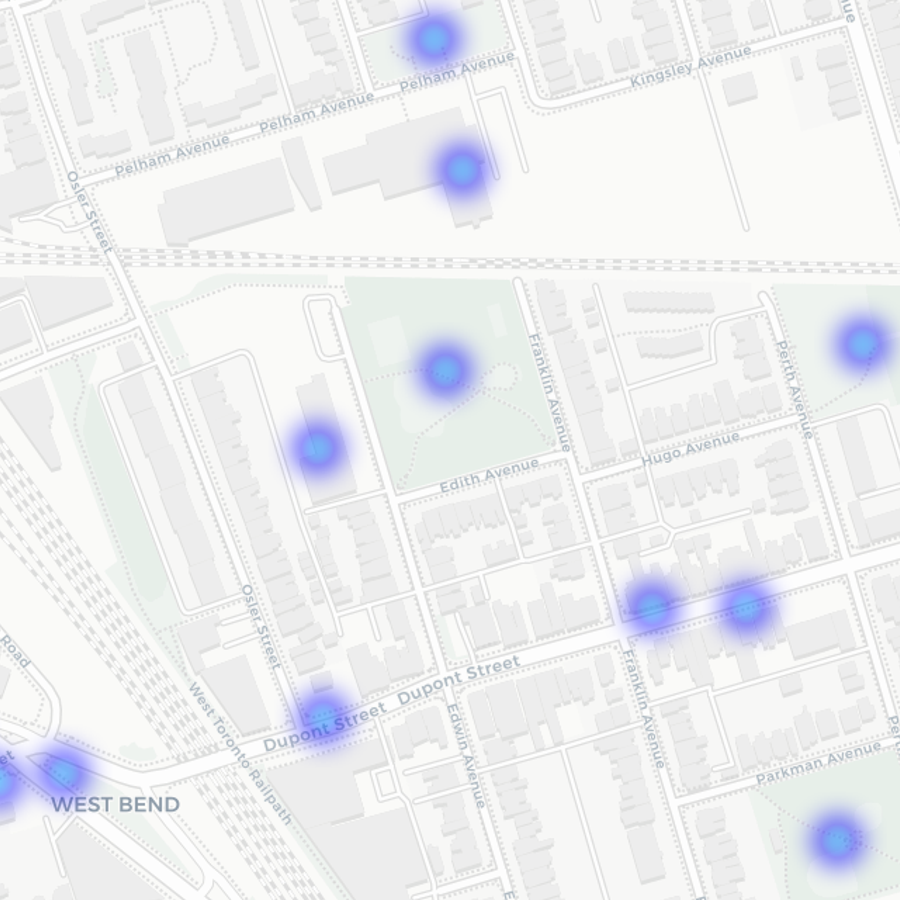 Pelham Avenue
Kingsley Avenue
Pelham Avenue
Pelham Avenue
Osler Street
Franklin Avenue
Perth Avenue
Hugo Avenue
Edith Avenue
Osler Street
Road
West Toronto Railpath
Dupont Street
Dupont Street
Franklin Avenue
Edwin Avenue
Parkman Avenue
WEST BEND